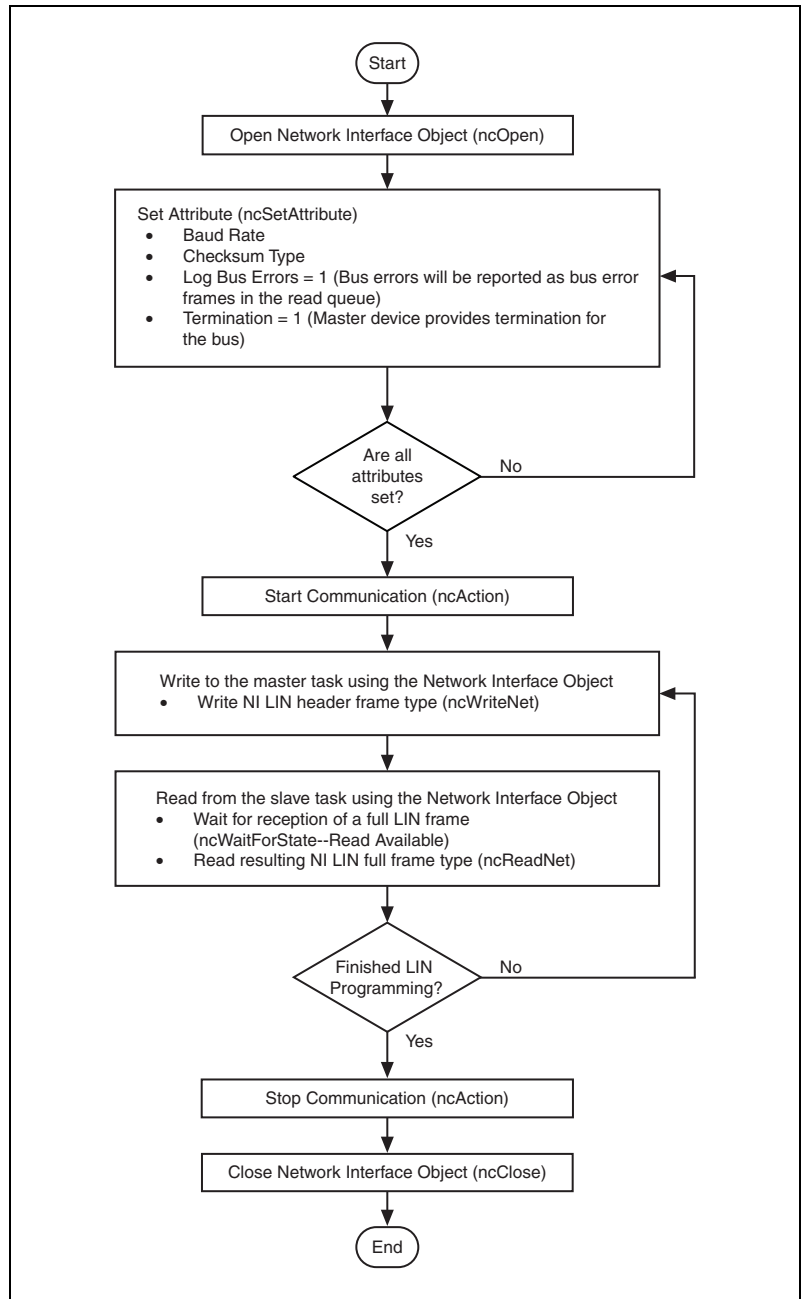 Start
Open Network Interface Object (ncOpen)
Set Attribute (ncSetAttribute)
• Baud Rate
• Checksum Type
• Log Bus Errors = 1 (Bus errors will be reported as bus error
frames in the read queue)
• Termination = 1 (Master device provides termination for
the bus)
Are all
attributes
set?
No
Yes
Start Communication (ncAction)
Write to the master task using the Network Interface Object
• Write NI LIN header frame type (ncWriteNet)
Read from the slave task using the Network Interface Object
• Wait for reception of a full LIN frame
(ncWaitForState--Read Available)
• Read resulting NI LIN full frame type (ncReadNet)
Finished LIN
Programming?
No
Yes
Stop Communication (ncAction)
Close Network Interface Object (ncClose)
End